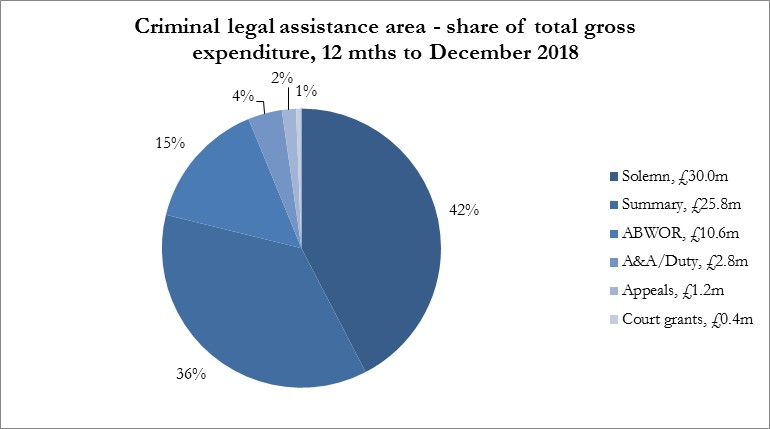 Criminal legal assistance area - share of total gross
expenditure, 12 mths to December 2018
2%
1%
4%
15%
42%
36%
Solemn, £30.0m
Summary, £25.8m
ABWOR, £10.6m
A&A/Duty, £2.8m
Appeals, £1.2m
Court grants, £0.4m